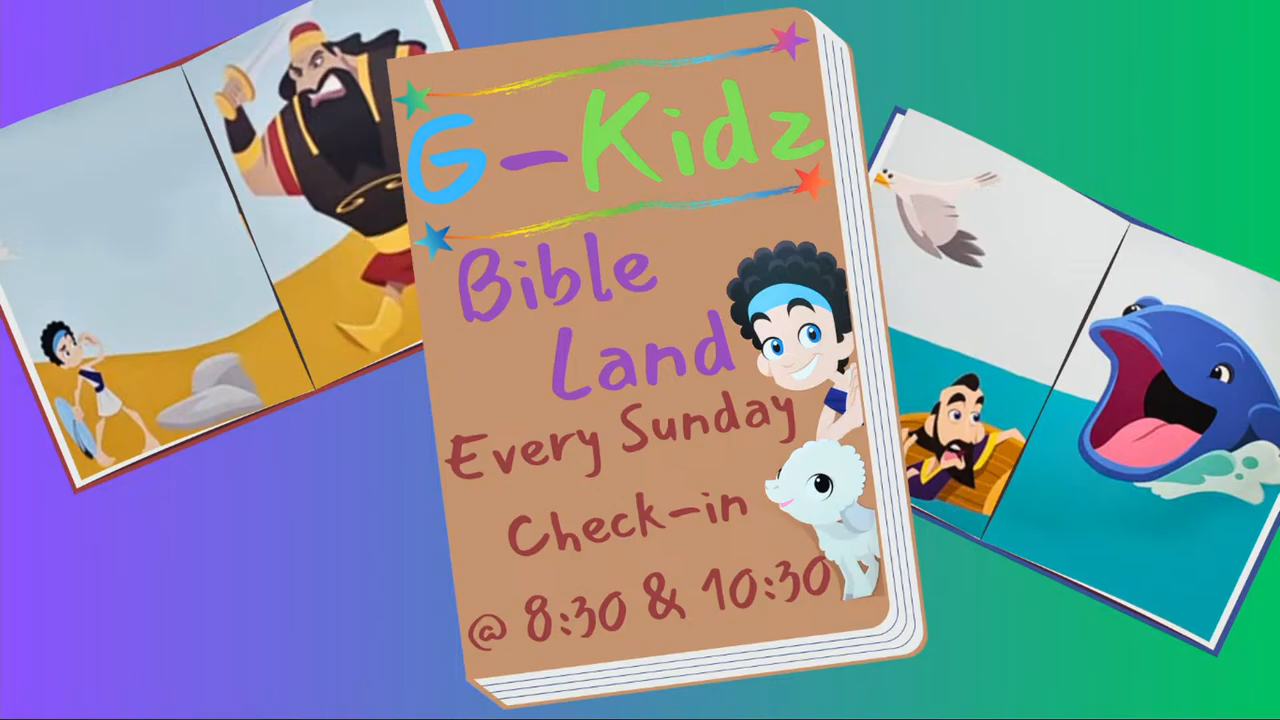 G-Kidz
Bible
Land
Every Sunday
Check-in
@ 8:30 & 10:30